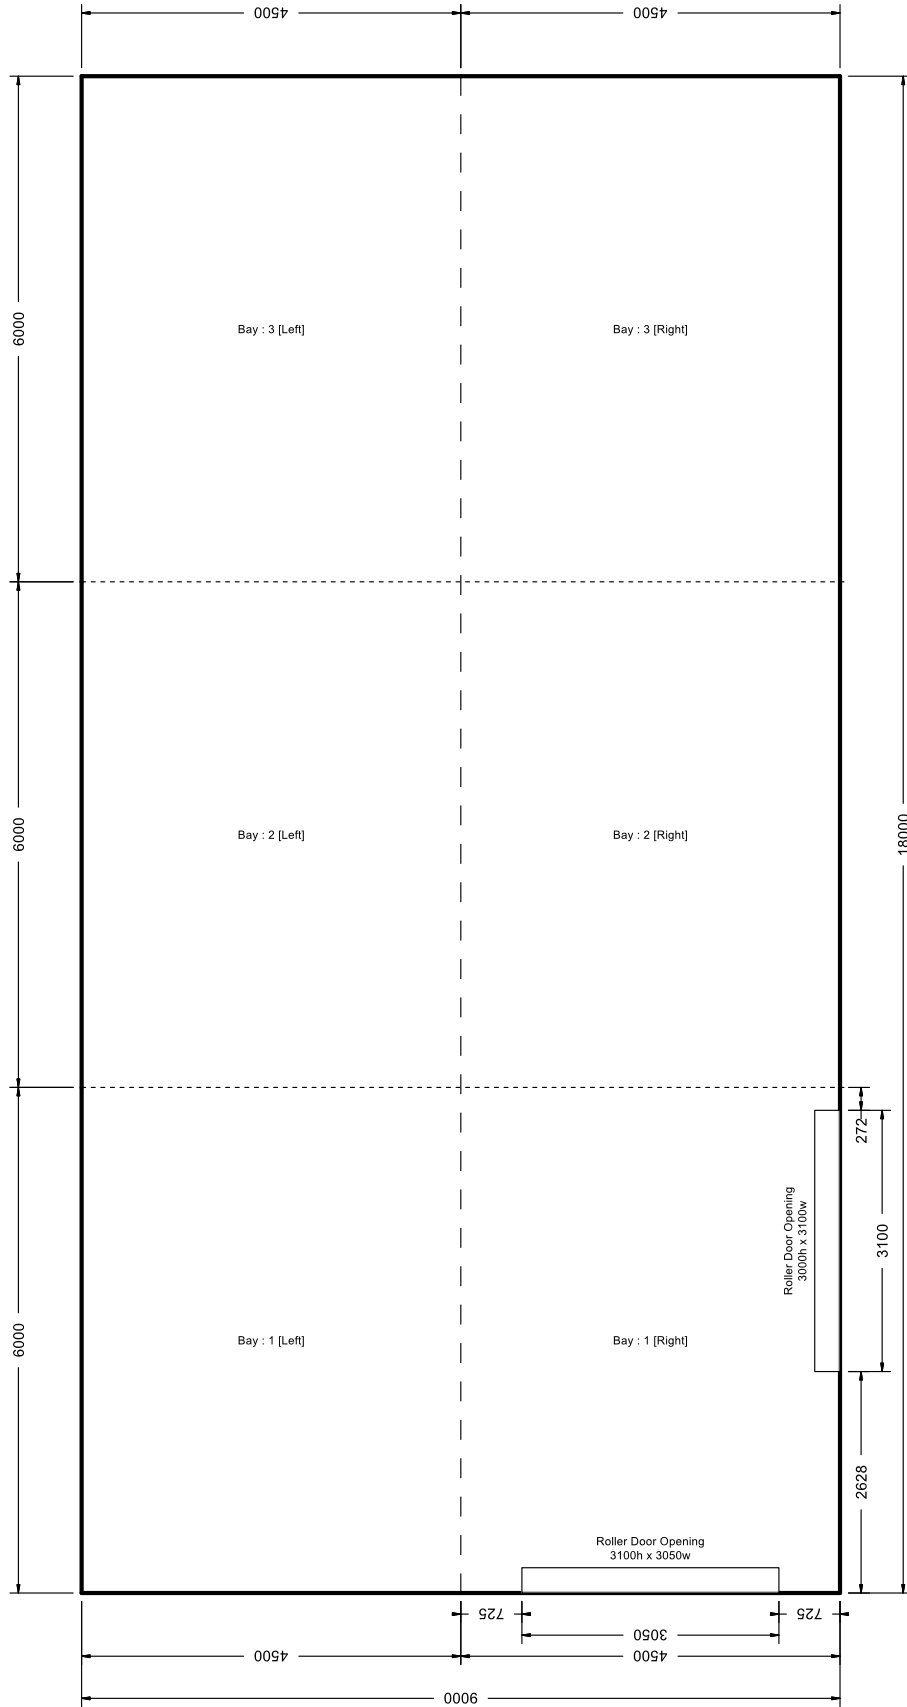 4500
4500
6000
Bay : 3 [Left]
Bay : 3 [Right]
6000
Bay : 2 [Left]
Bay : 2 [Right]
18000
272
Roller Door Opening
3000h x 3100w
3100
6000
Bay : 1 [Left]
Bay : 1 [Right]
2628
Roller Door Opening
3100h x 3050w
725
725
3050
4500
4500
9000